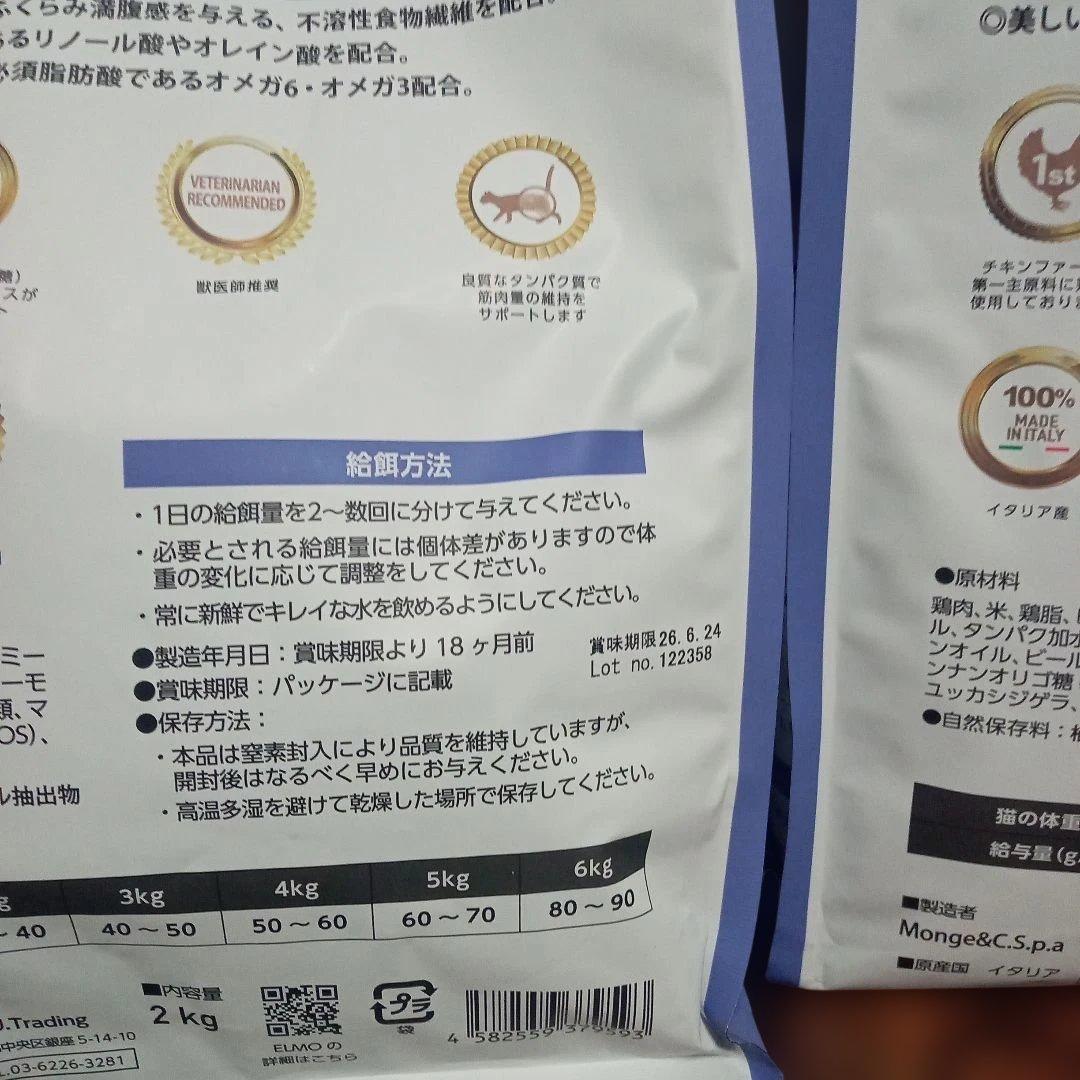 ふくらみ満腹感を与える、不溶性食物繊維を配合。
あるリノール酸やオレイン酸を配合。
必須脂肪酸であるオメガ6・オメガ3配合。
VETERINARIAN
RECOMMENDED
獣医師推奨
良質なタンパク質で
筋肉量の維持を
サポートします
糖)
スが
給餌方法
・1日の給餌量を2〜数回に分けて与えてください。
・必要とされる給餌量には個体差がありますので体
重の変化に応じて調整をしてください。
・常に新鮮でキレイな水を飲めるようにしてください。
●製造年月日：賞味期限より 18 ヶ月前
賞味期限26.6.24
Lot no.122358
●賞味期限：パッケージに記載
●保存方法：
・本品は窒素封入により品質を維持していますが、
開封後はなるべく早めにお与えください。
・高温多湿を避けて乾燥した場所で保存してください。
ミー
ーモ
類、マ
OS)、
ル抽出物
g 3kg 4kg 5kg 6kg
〜 40 40 〜 50 50 〜 60 60 〜 70 80 〜 90
J.Trading
中央区銀座 5-14-10
L.03-6226-3281
■内容量
2 kg
ELMO の
詳細はこちら
プラ
袋
4 582559 379593
◎美しい
1st
チキンファー
第一主原料に
使用しており
100%
MADE
IN ITALY
イタリア産
●原材料
鶏肉、米、鶏脂、
ル、タンパク加水
ンオイル、ビール
ンナンオリゴ糖
ユッカシジゲラ、
●自然保存料：
猫の体重
給与量(g
■製造者
Monge&C.S.p.a
■原産国 イタリア